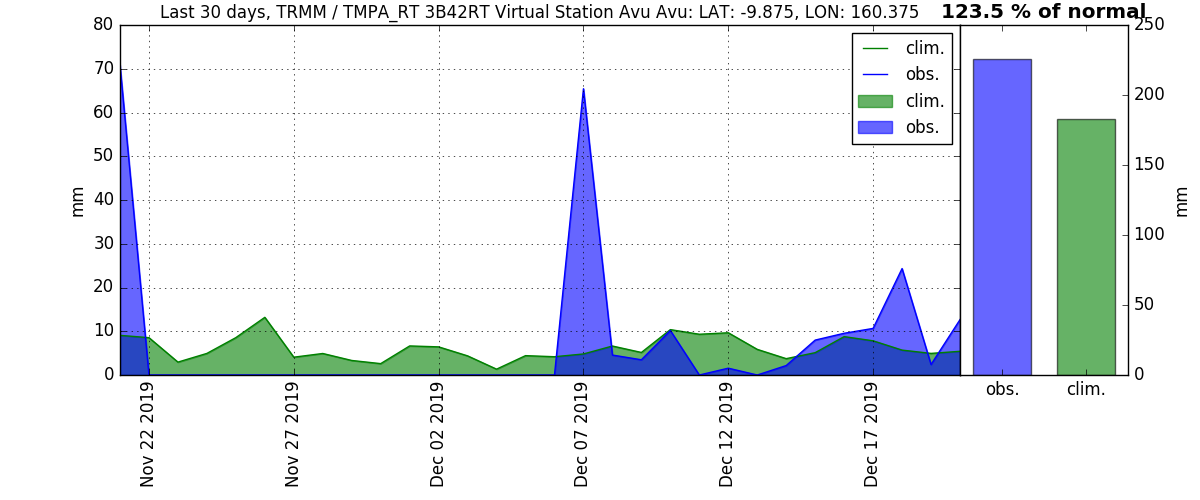 Last 30 days, TRMM / TMPA_RT 3B42RT Virtual Station Avu Avu: LAT: -9.875, LON: 160.375
123.5 % of normal
80
70
60
50
40
30
20
10
0
mm
clim.
obs.
clim.
obs.
Nov 22 2019
Nov 27 2019
Dec 02 2019
Dec 07 2019
Dec 12 2019
Dec 17 2019
250
200
150
100
50
0
mm
obs.
clim.